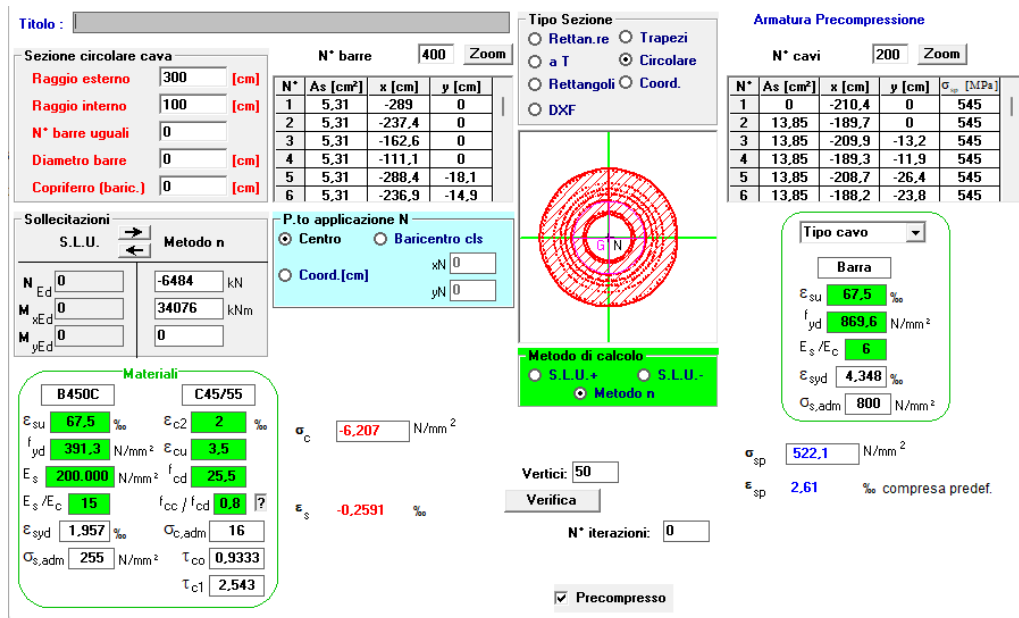 Titolo :
Sezione circolare cava
Raggio esterno 300 [cm]
Raggio interno 100 [cm]
N* barre uguali 0
Diametro barre 0 [cm]
Copriferro (baric.) 0 [cm]
N* barre 400 Zoom
N* As [cm²] x [cm] y [cm]
1 5,31 -289 0
2 5,31 -237,4 0
3 5,31 -162,6 0
4 5,31 -111,1 0
5 5,31 -288,4 -18,1
6 5,31 -236,9 -14,9
Tipo Sezione
Rettan.re Trapezi
a T Circolare
Rettangoli Coord.
DXF
Armatura Precompressione
N* cavi 200 Zoom
N* As [cm²] x [cm] y [cm] σsp [MPa]
1 0 -210,4 0 545
2 13,85 -189,7 0 545
3 13,85 -209,9 -13,2 545
4 13,85 -189,3 -11,9 545
5 13,85 -208,7 -26,4 545
6 13,85 -188,2 -23,8 545
Sollecitazioni
S.L.U. Metodo n
N Ed 0 -6484 kN
M xEd 0 34076 kNm
M yEd 0 0
P.to applicazione N
Centro Baricentro cls
Coord.[cm]
xN 0
yN 0
G N
Metodo di calcolo
S.L.U.+ S.L.U.-
Metodo n
Tipo cavo
Barra
εsu 67,5 ‰
fyd 869,6 N/mm²
Es/Ec 6
εsyd 4,348 ‰
σs,adm 800
Materiali
B450C C45/55
εsu 67,5 ‰ εc2 2 ‰
fyd 391,3 N/mm² εcu 3,5
Es 200.000 N/mm² fcd 25,5
Es/Ec 15 fcc / fcd 0,8 ?
εsyd 1,957 ‰ σc,adm 16
σs,adm 255 N/mm² τco 0,9333
τc1 2,543
σc -6,207 N/mm²
εs -0,2591 ‰
Vertici: 50
Verifica
N* iterazioni: 0
Precompresso
σsp 522,1 N/mm²
εsp 2,61 ‰ compresa predef.